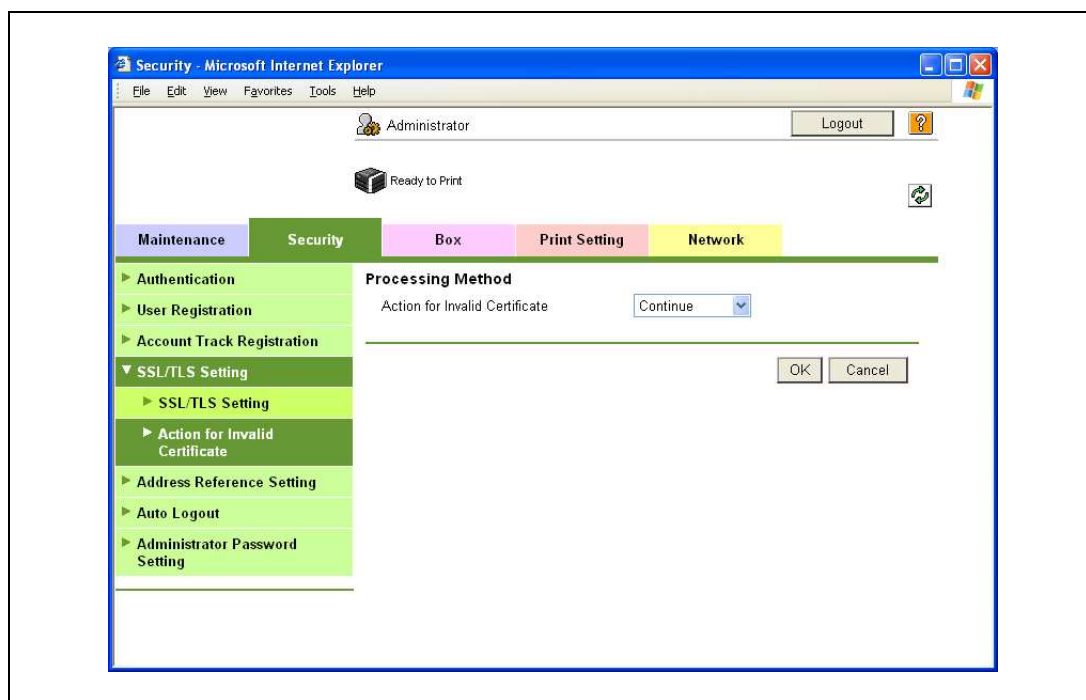 Security - Microsoft Internet Explorer
File Edit View Favorites Tools Help
Administrator
Logout
?
Ready to Print
Maintenance Security Box Print Setting Network
Authentication
User Registration
Account Track Registration
SSL/TLS Setting
SSL/TLS Setting
Action for Invalid
Certificate
Address Reference Setting
Auto Logout
Administrator Password
Setting
Processing Method
Action for Invalid Certificate Continue
OK Cancel